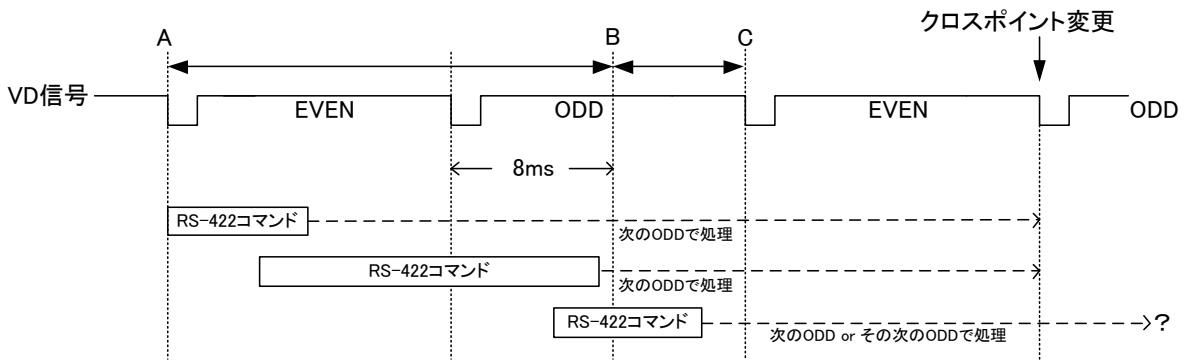 クロスポイント変更
A
B
C
VD信号
EVEN
ODD
EVEN
ODD
8ms
RS-422コマンド
次のODDで処理
RS-422コマンド
次のODDで処理
RS-422コマンド
次のODD or その次のODDで処理
?